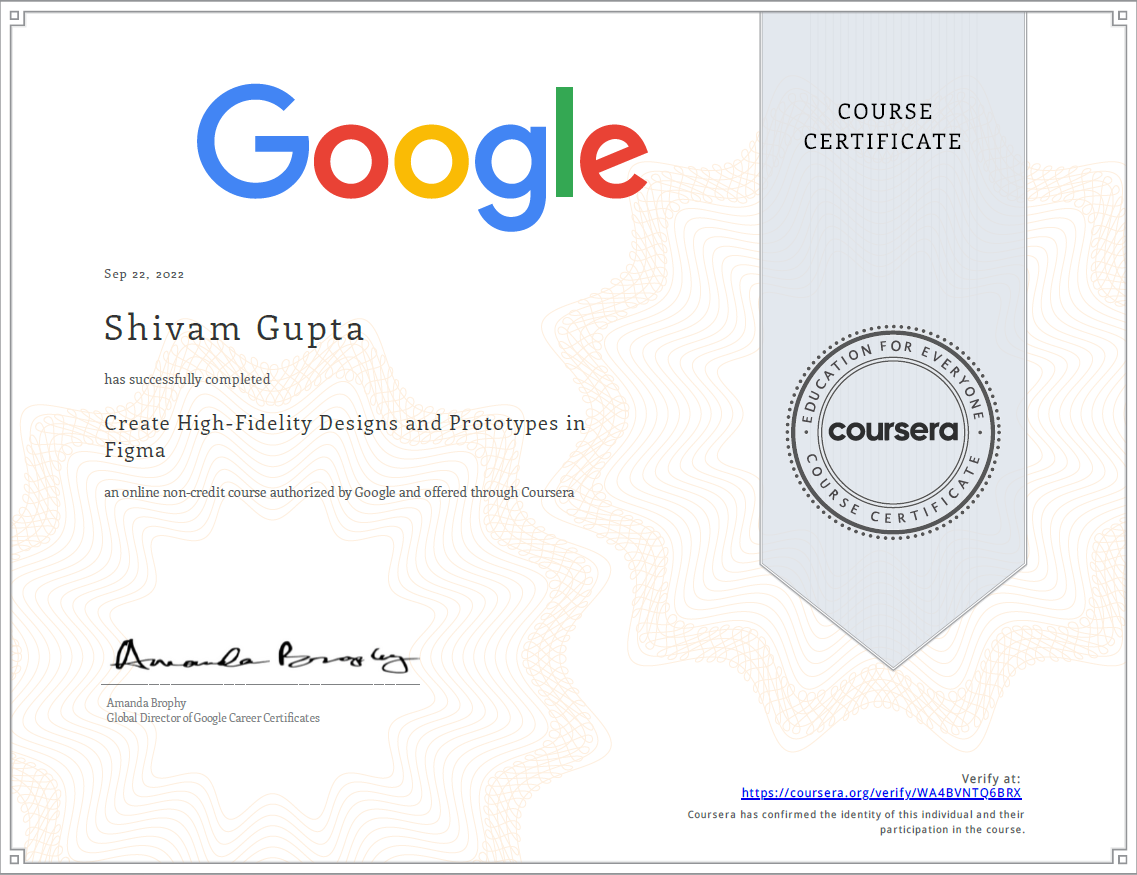 Google
COURSE
CERTIFICATE
Sep 22, 2022
Shivam Gupta
has successfully completed
Create High-Fidelity Designs and Prototypes in
Figma
an online non-credit course authorized by Google and offered through Coursera
EDUCATION FOR EVERYONE
coursera
COURSE CERTIFICATE
Amanda Brophy
Amanda Brophy
Global Director of Google Career Certificates
Verify at:
https://coursera.org/verify/WA4BVNTQ6BRX
Coursera has confirmed the identity of this individual and their
participation in the course.